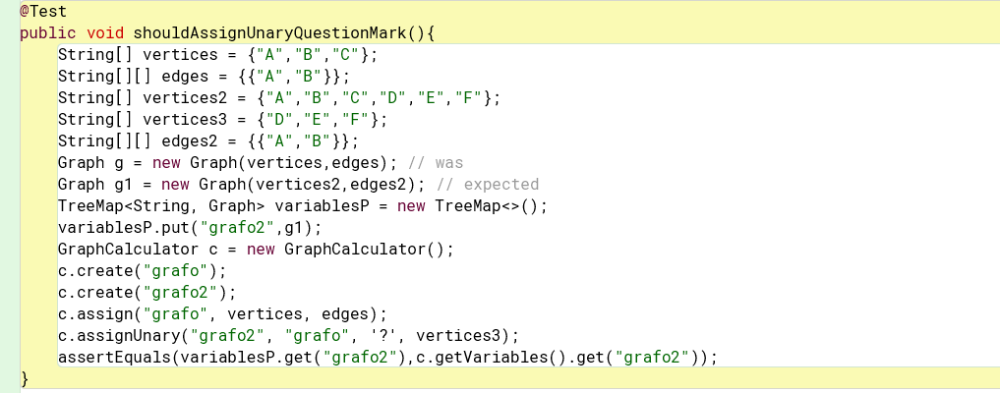 @Test
public void shouldAssignUnaryQuestionMark(){
    String[] vertices = {"A","B","C"};
    String[][] edges = {{"A","B"}};
    String[] vertices2 = {"A","B","C","D","E","F"};
    String[] vertices3 = {"D","E","F"};
    String[][] edges2 = {{"A","B"}};
    Graph g = new Graph(vertices,edges); // was
    Graph g1 = new Graph(vertices2,edges2); // expected
    TreeMap<String, Graph> variablesP = new TreeMap<>();
    variablesP.put("grafo2",g1);
    GraphCalculator c = new GraphCalculator();
    c.create("grafo");
    c.create("grafo2");
    c.assign("grafo", vertices, edges);
    c.assignUnary("grafo2", "grafo", '?', vertices3);
    assertEquals(variablesP.get("grafo2"),c.getVariables().get("grafo2"));
}